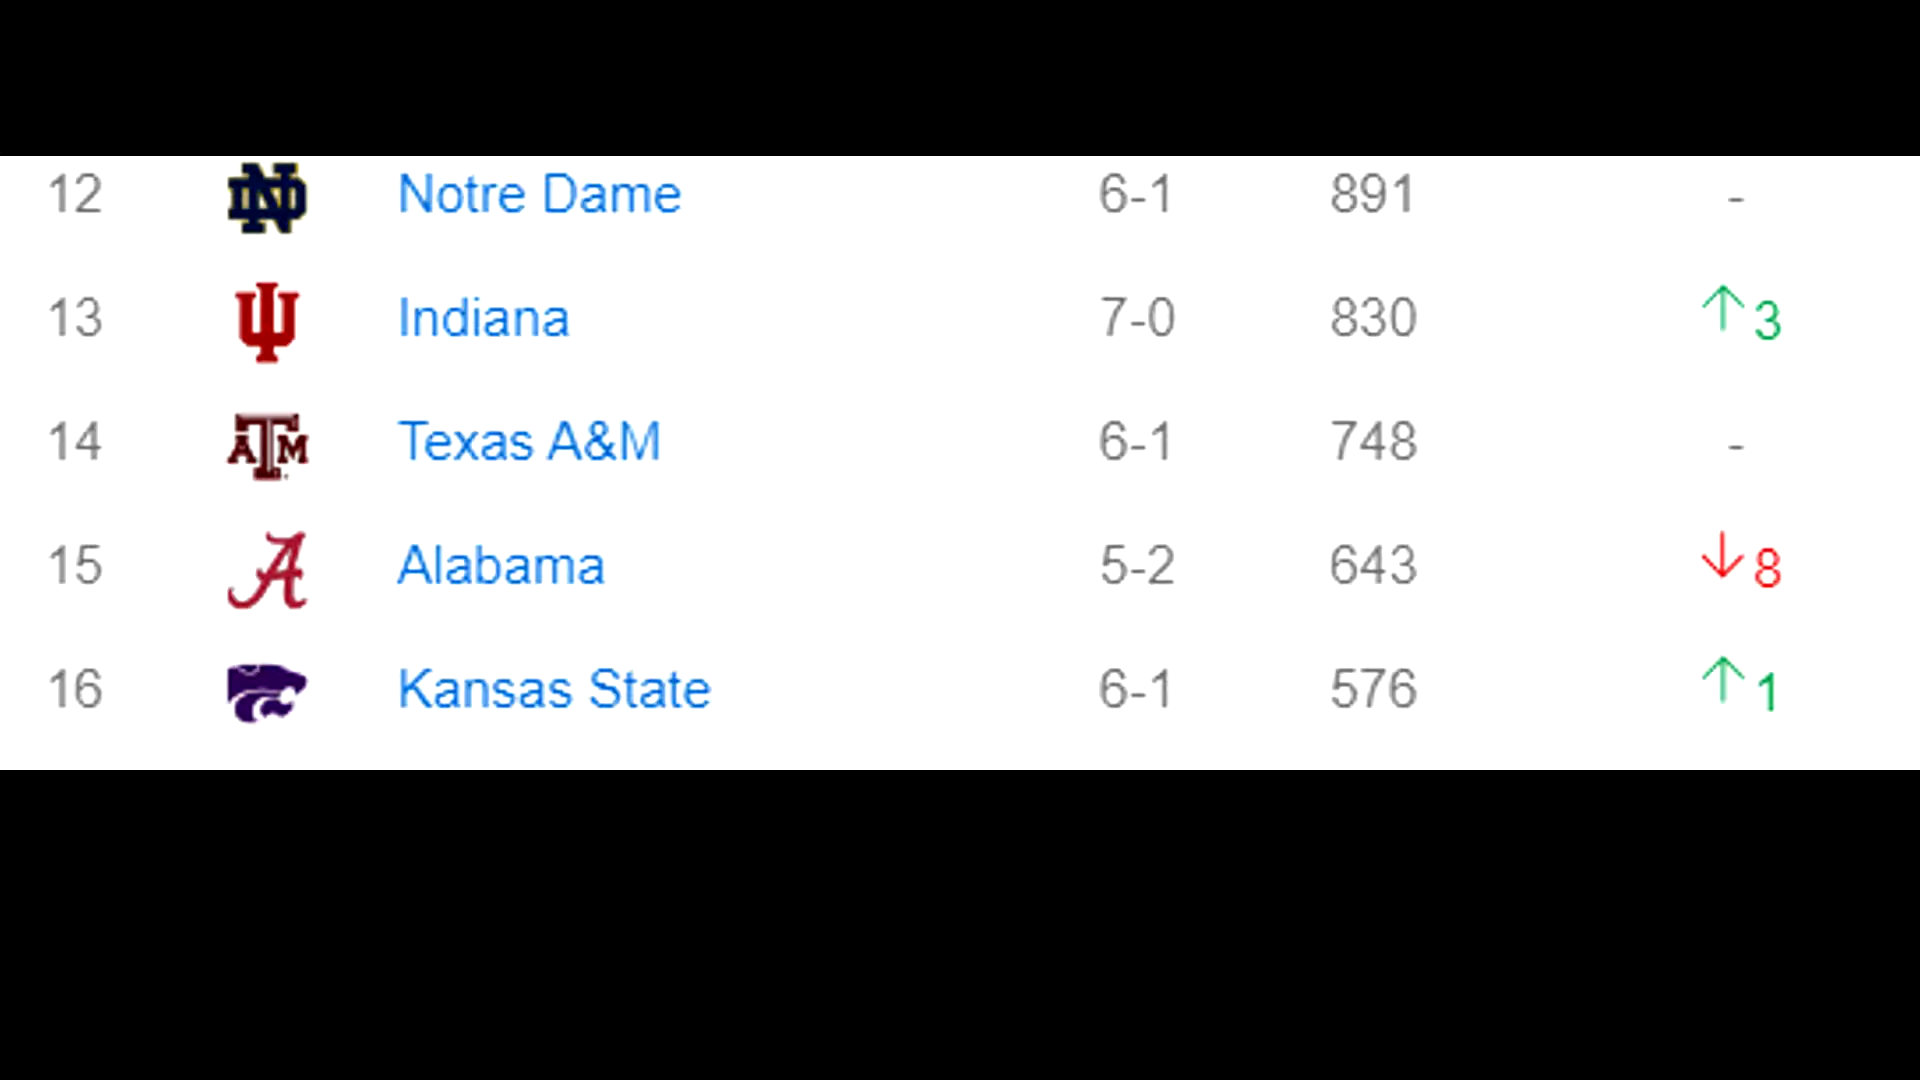 12 Notre Dame 6-1 891 -
13 Indiana 7-0 830 ↑3
14 ATM Texas A&M 6-1 748 -
15 A Alabama 5-2 643 ↓8
16 Kansas State 6-1 576 ↑1